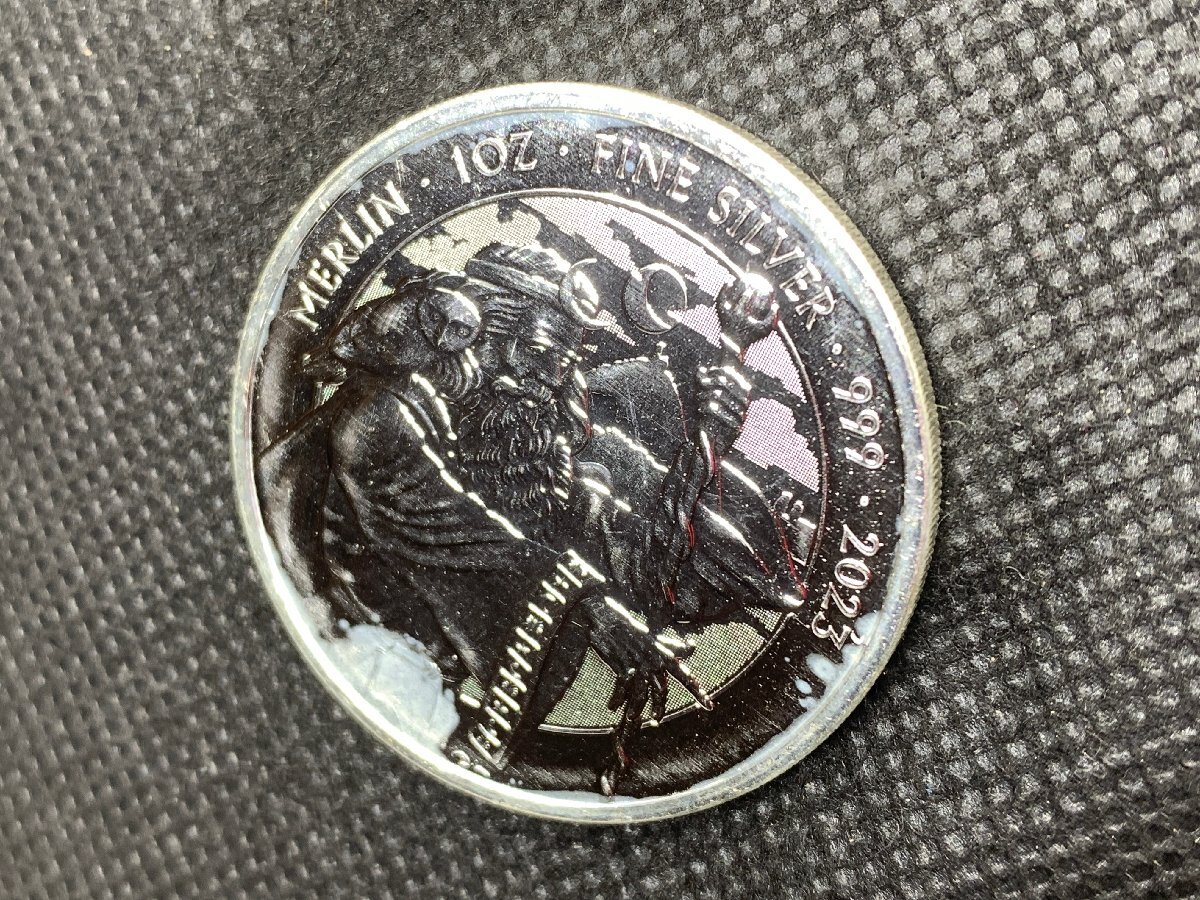 MERLIN · 1OZ · FINE SILVER · 999 · 2023